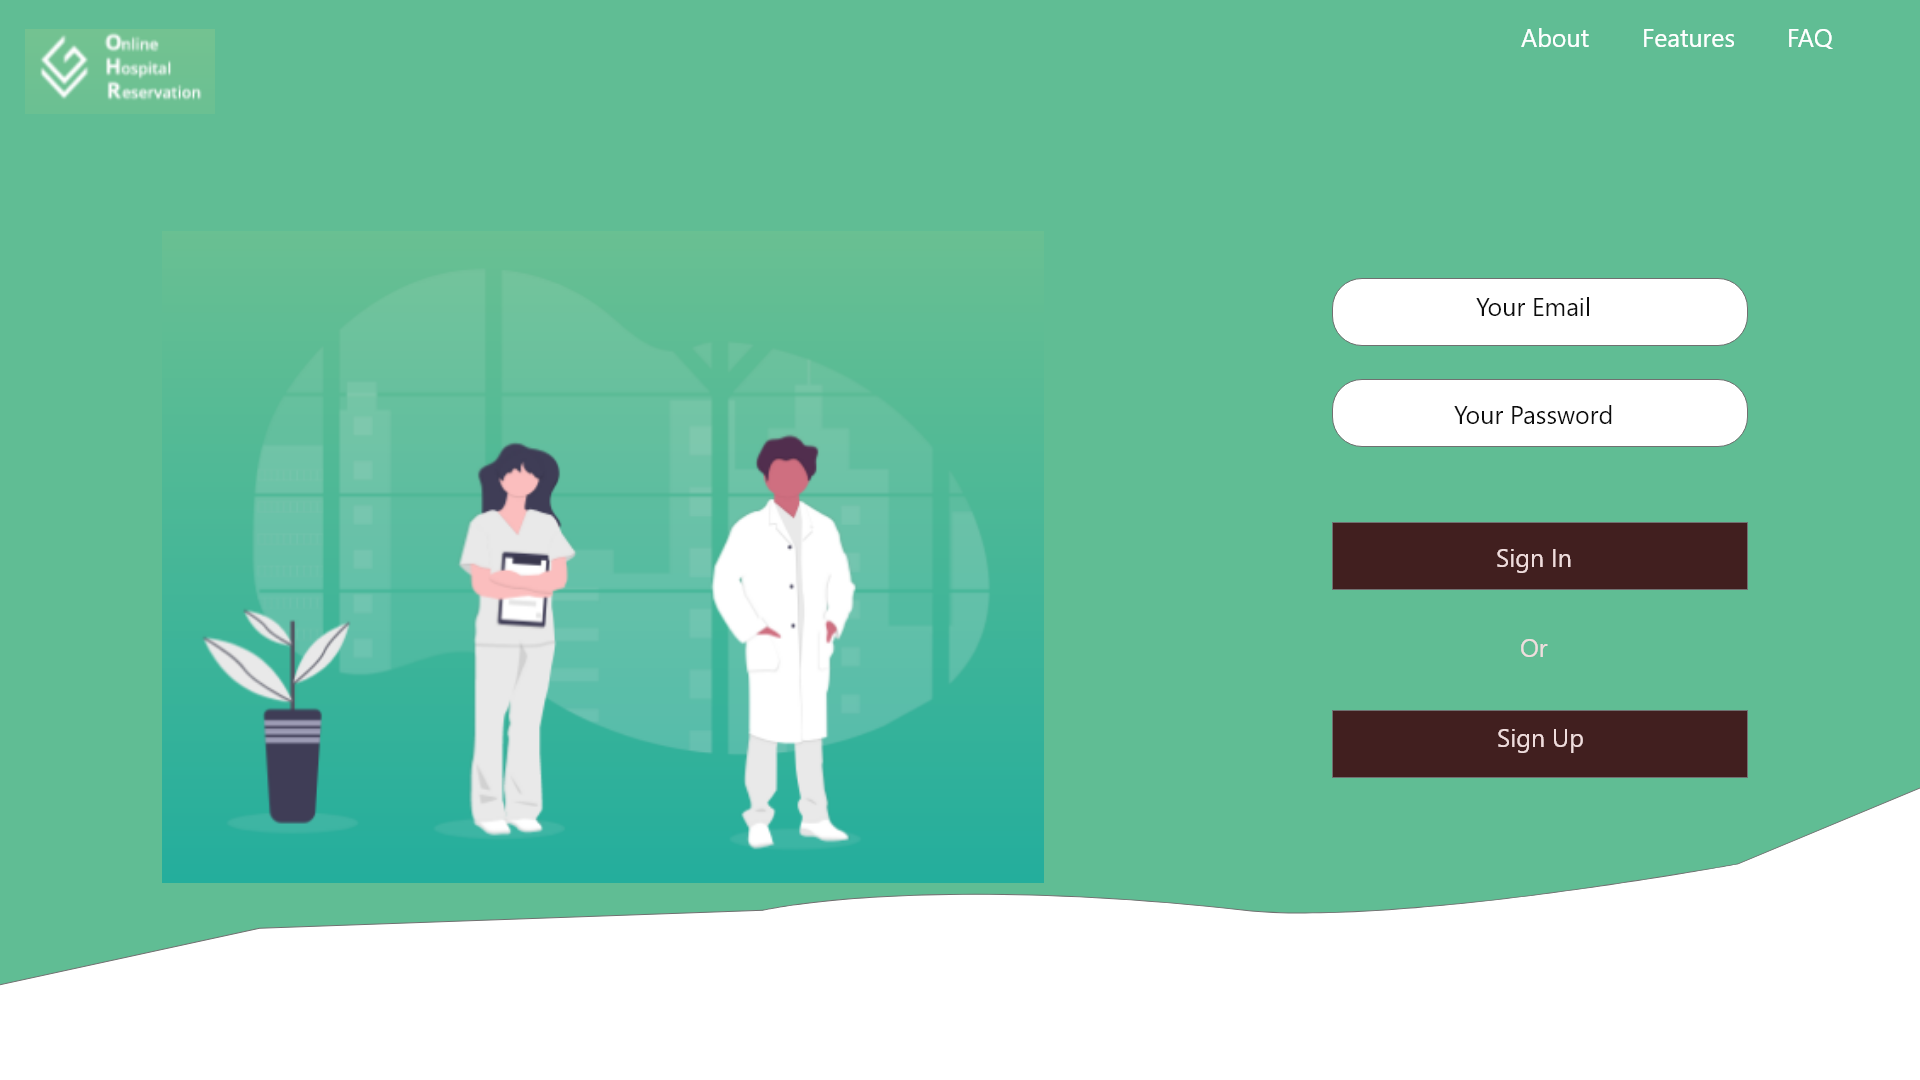 Online
Hospital
Reservation
About
Features
FAQ
Your Email
Your Password
Sign In
Or
Sign Up